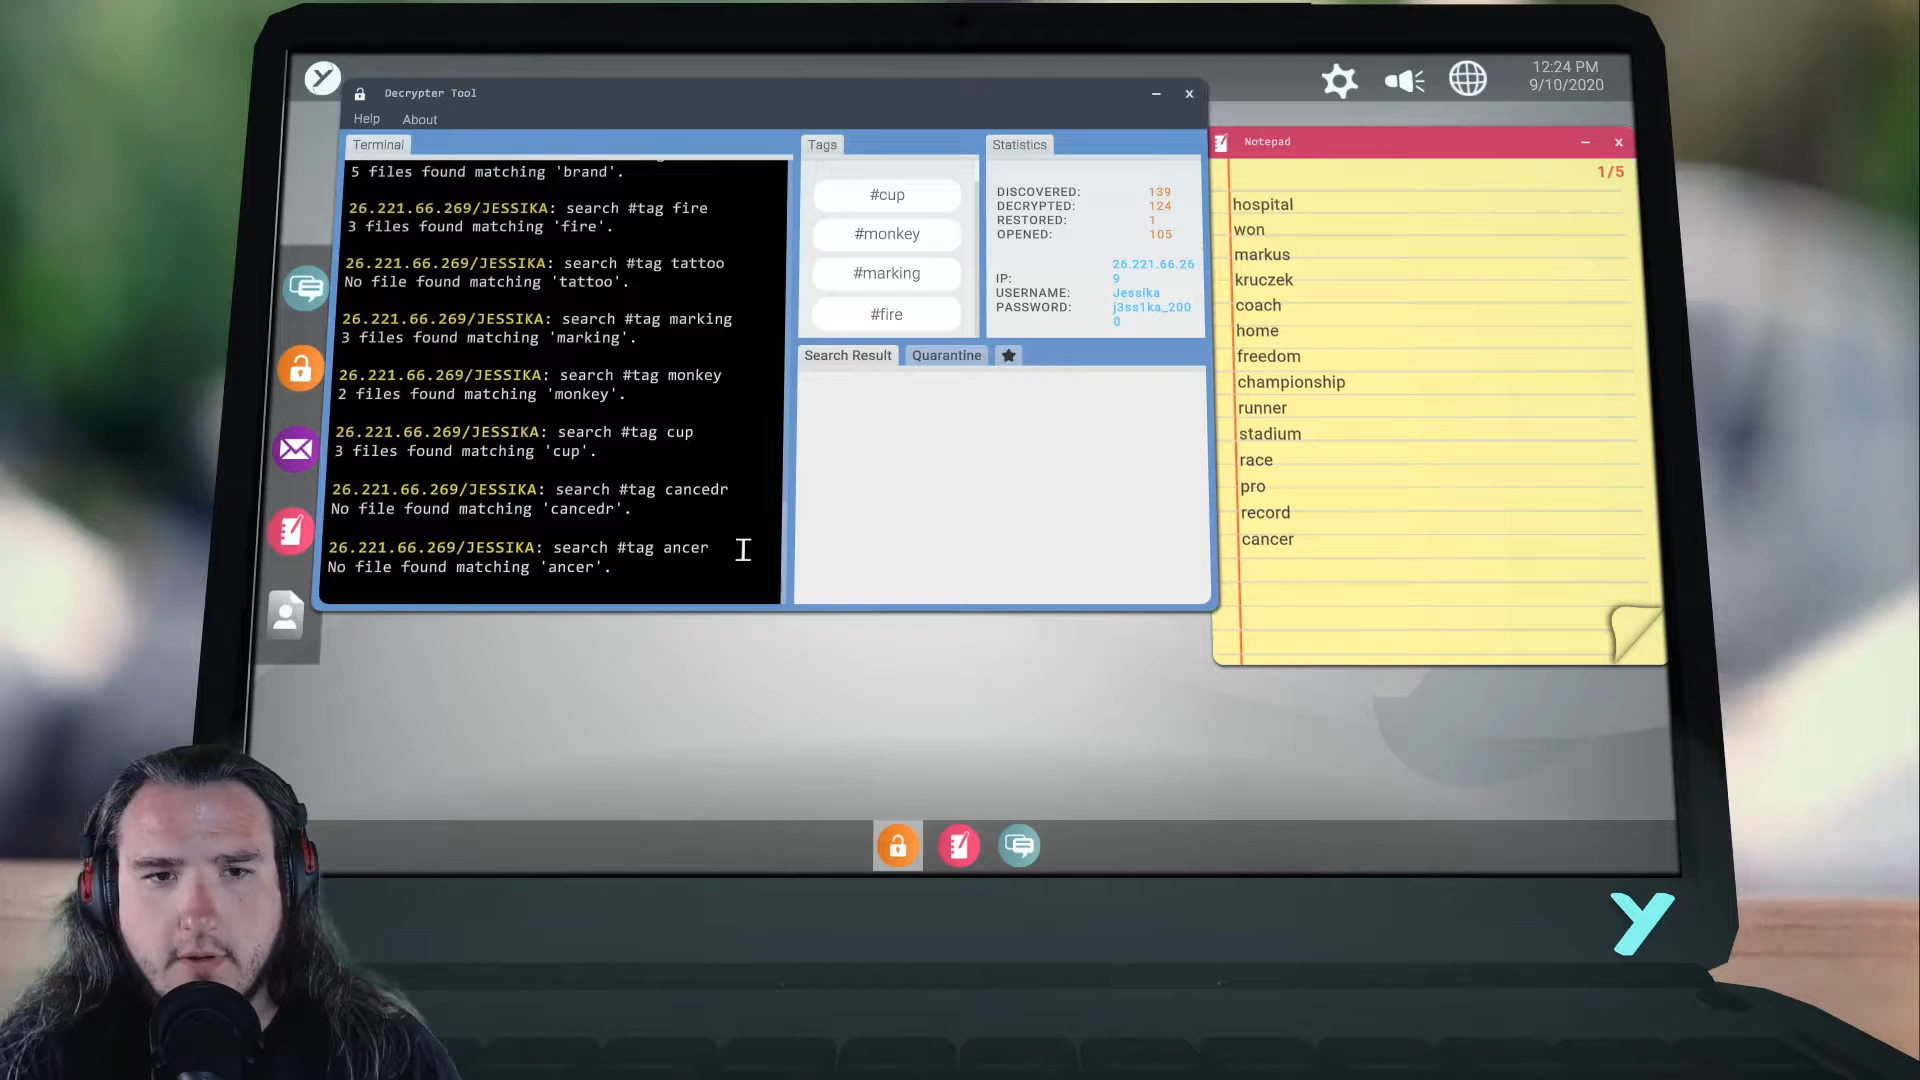 12:24 PM
9/10/2020
Decrypter Tool
Help
About
Terminal
5 files found matching 'brand'.
26.221.66.269/JESSIKA: search #tag fire
3 files found matching 'fire'.
26.221.66.269/JESSIKA: search #tag tattoo
No file found matching 'tattoo'.
26.221.66.269/JESSIKA: search #tag marking
3 files found matching 'marking'.
26.221.66.269/JESSIKA: search #tag monkey
2 files found matching 'monkey'.
26.221.66.269/JESSIKA: search #tag cup
3 files found matching 'cup'.
26.221.66.269/JESSIKA: search #tag cancedr
No file found matching 'cancedr'.
26.221.66.269/JESSIKA: search #tag ancer
No file found matching 'ancer'.
Tags
#cup
#monkey
#marking
#fire
Statistics
DISCOVERED: 139
DECRYPTED: 124
RESTORED: 1
OPENED: 105
IP: 26.221.66.26
9
USERNAME: Jessika
PASSWORD: j3ss1ka_200
0
Search Result
Quarantine
Notepad
1/5
hospital
won
markus
kruczek
coach
home
freedom
championship
runner
stadium
race
pro
record
cancer